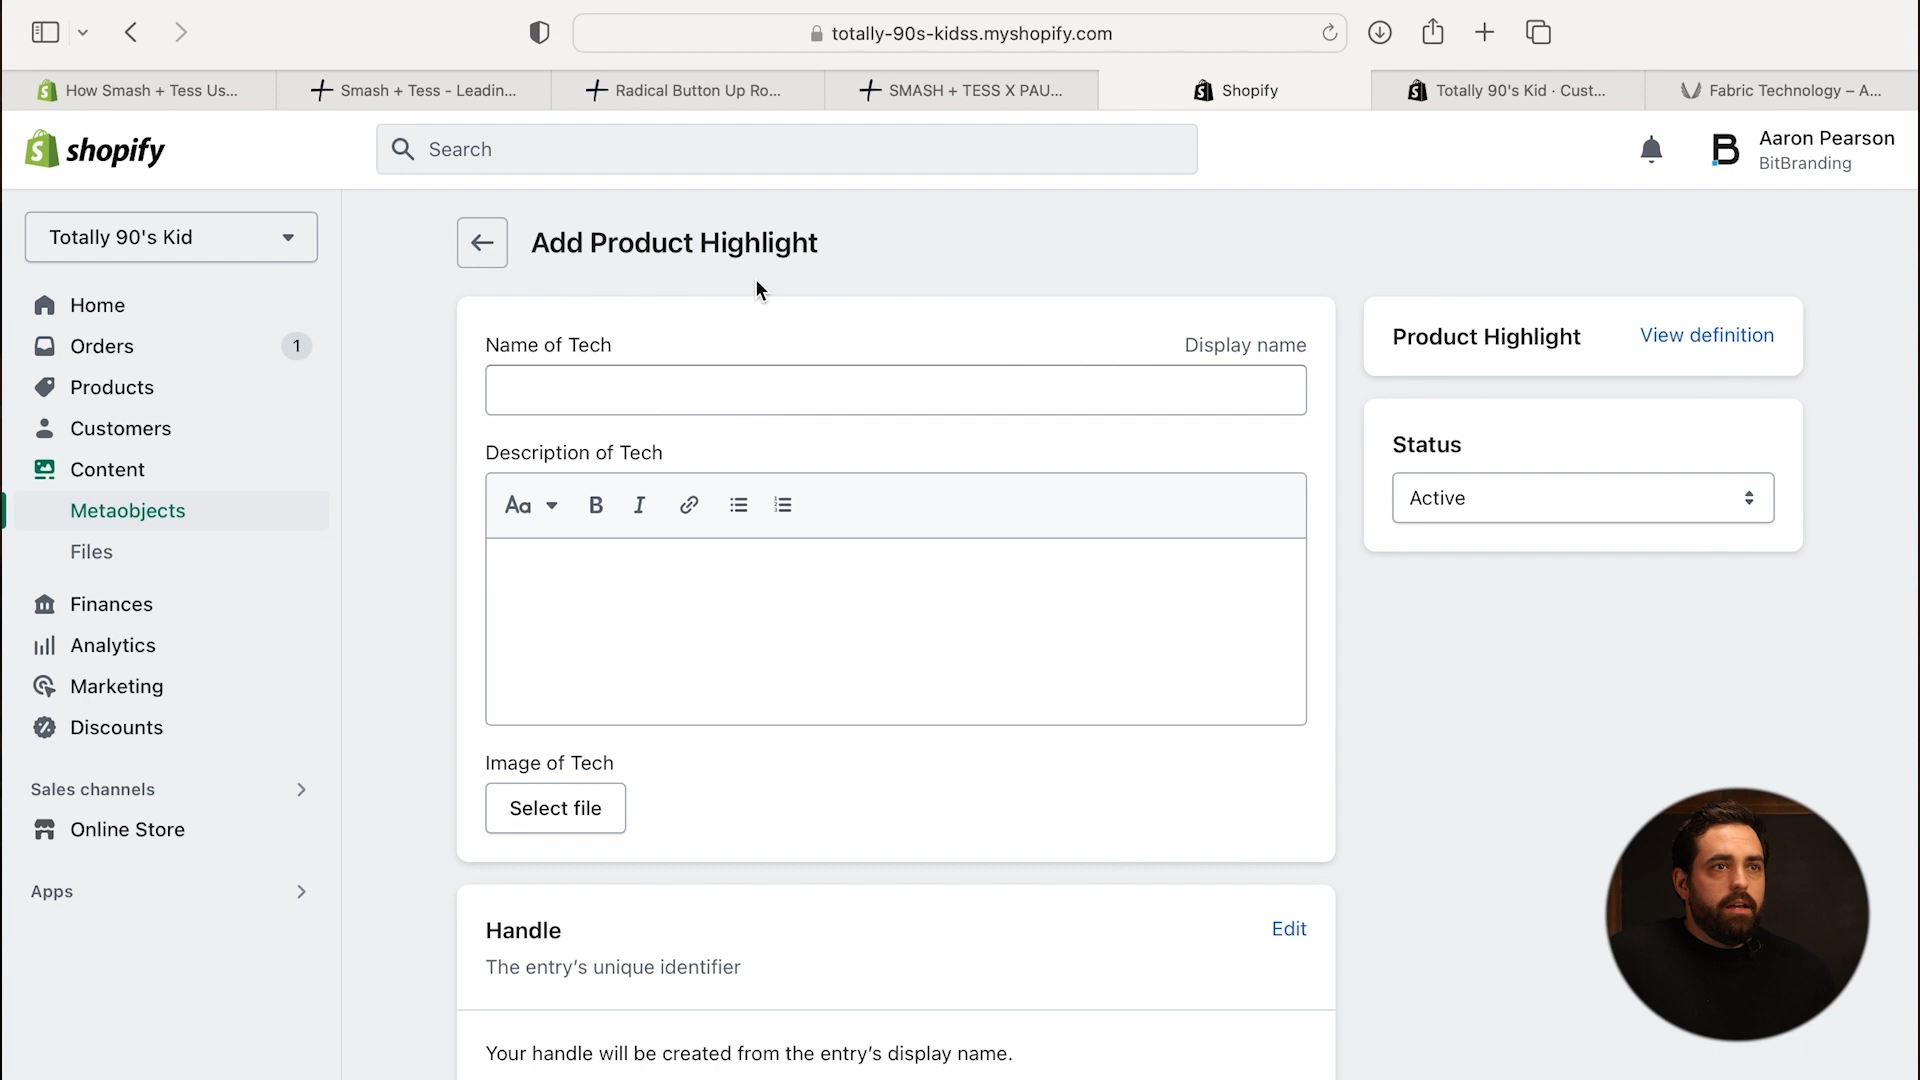 totally-90s-kidss.myshopify.com
How Smash + Tess Us...
Smash + Tess - Leadin...
Radical Button Up Ro...
SMASH + TESS X PAU...
Shopify
Totally 90's Kid · Cust...
Fabric Technology – A...
shopify
Search
Aaron Pearson
BitBranding
Totally 90's Kid
Home
Orders
1
Products
Customers
Content
Metaobjects
Files
Finances
Analytics
Marketing
Discounts
Sales channels
Online Store
Apps
Add Product Highlight
Name of Tech
Display name
Description of Tech
Aa
B
I
Image of Tech
Select file
Handle
Edit
The entry’s unique identifier
Your handle will be created from the entry’s display name.
Product Highlight
View definition
Status
Active